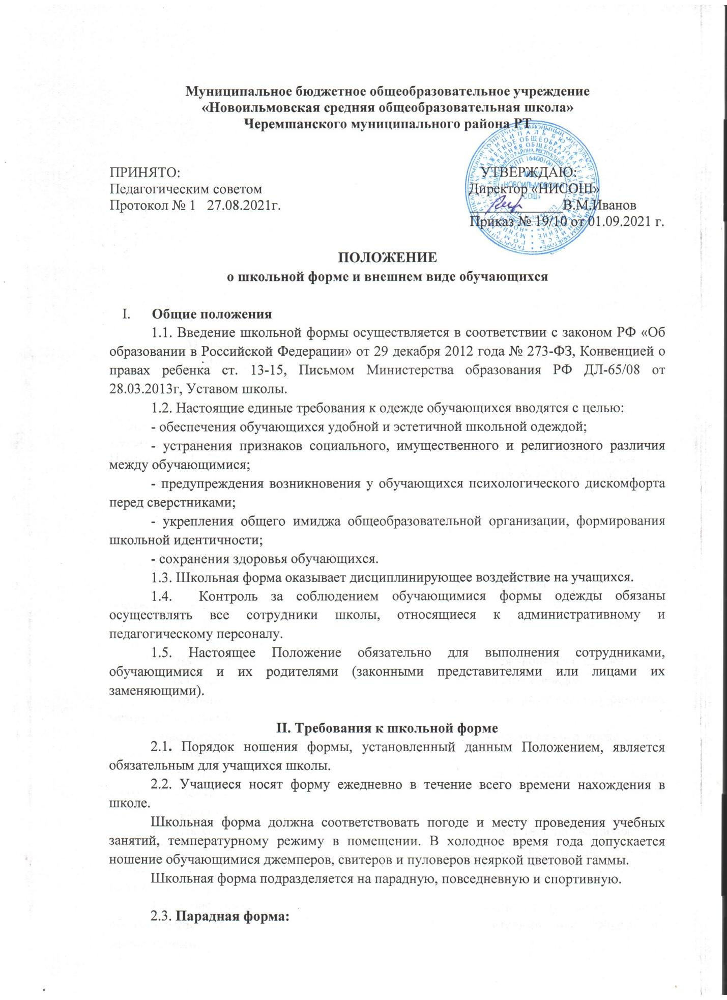 Муниципальное бюджетное общеобразовательное учреждение
«Новоильмовская средняя общеобразовательная школа»
Черемшанского муниципального района РТ
ПРИНЯТО:
Педагогическим советом
Протокол № 1 27.08.2021г.
УТВЕРЖДАЮ:
Директор «НИСОШ»
____________В.М.Иванов
Приказ № 19/10 от 01.09.2021 г.
КПП 164001001
МБОУ
«НОВОИЛЬМОВСКАЯ
СОШ»
ПОЛОЖЕНИЕ
о школьной форме и внешнем виде обучающихся
I. Общие положения
1.1. Введение школьной формы осуществляется в соответствии с законом РФ «Об
образовании в Российской Федерации» от 29 декабря 2012 года № 273-ФЗ, Конвенцией о
правах ребенка ст. 13-15, Письмом Министерства образования РФ ДЛ-65/08 от
28.03.2013г, Уставом школы.
1.2. Настоящие единые требования к одежде обучающихся вводятся с целью:
- обеспечения обучающихся удобной и эстетичной школьной одеждой;
- устранения признаков социального, имущественного и религиозного различия
между обучающимися;
- предупреждения возникновения у обучающихся психологического дискомфорта
перед сверстниками;
- укрепления общего имиджа общеобразовательной организации, формирования
школьной идентичности;
- сохранения здоровья обучающихся.
1.3. Школьная форма оказывает дисциплинирующее воздействие на учащихся.
1.4. Контроль за соблюдением обучающимися формы одежды обязаны
осуществлять все сотрудники школы, относящиеся к административному и
педагогическому персоналу.
1.5. Настоящее Положение обязательно для выполнения сотрудниками,
обучающимися и их родителями (законными представителями или лицами их
заменяющими).
II. Требования к школьной форме
2.1. Порядок ношения формы, установленный данным Положением, является
обязательным для учащихся школы.
2.2. Учащиеся носят форму ежедневно в течение всего времени нахождения в
школе.
Школьная форма должна соответствовать погоде и месту проведения учебных
занятий, температурному режиму в помещении. В холодное время года допускается
ношение обучающимися джемперов, свитеров и пуловеров неяркой цветовой гаммы.
Школьная форма подразделяется на парадную, повседневную и спортивную.
2.3. Парадная форма: